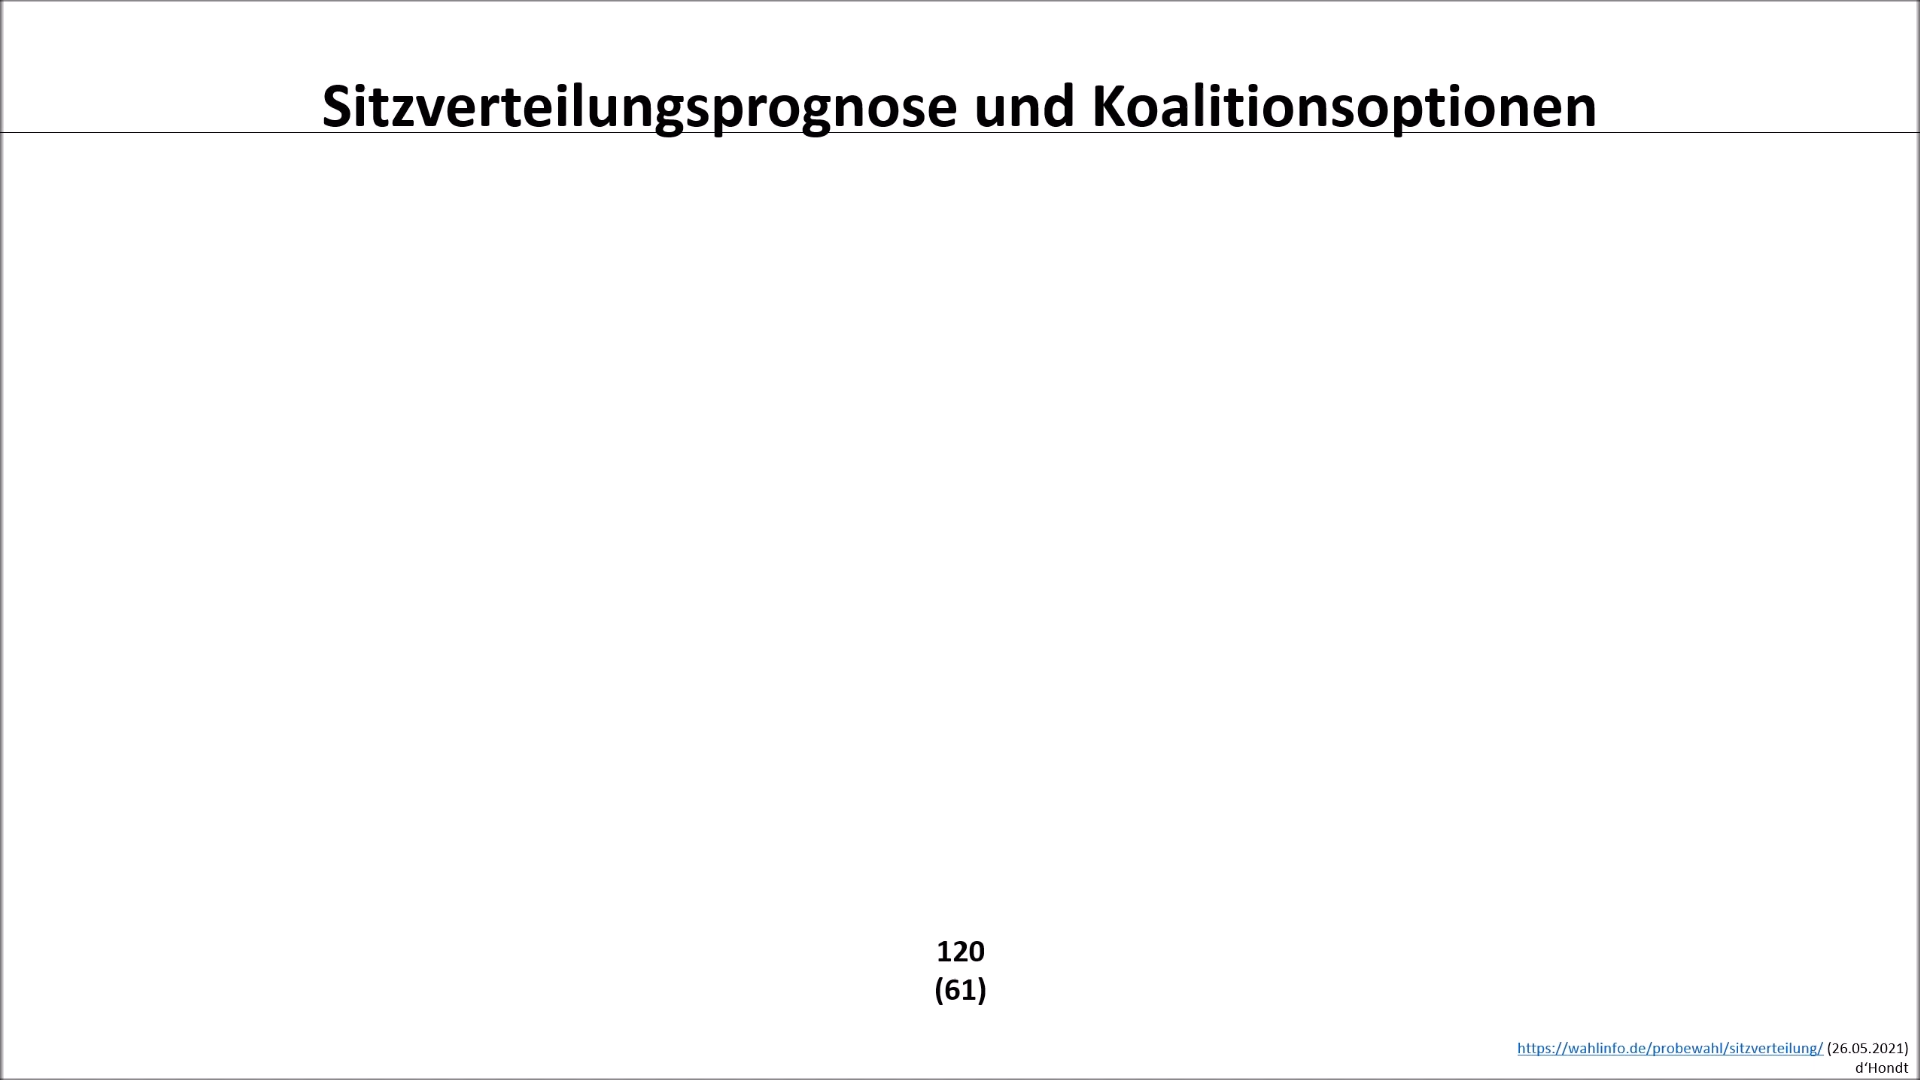 Sitzverteilungsprognose und Koalitionsoptionen
120
(61)
https://wahlinfo.de/probewahl/sitzverteilung/ (26.05.2021)
d‘Hondt